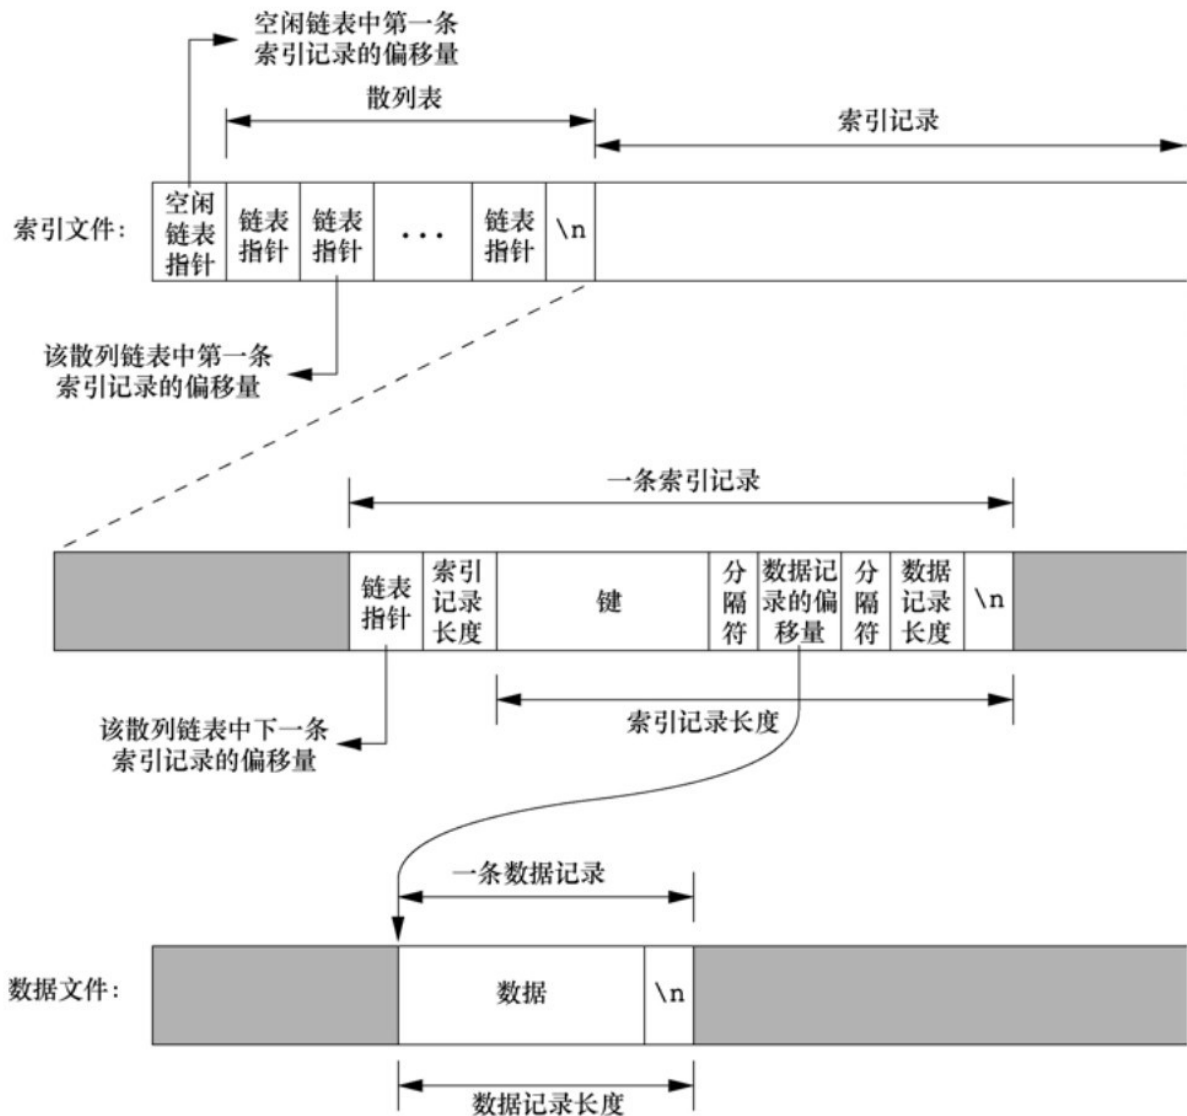 空闲链表中第一条
索引记录的偏移量
散列表
索引记录
索引文件:
空闲
链表
指针
链表
指针
链表
指针
...
链表
指针
\n
该散列链表中第一条
索引记录的偏移量
一条索引记录
链表
指针
索引
记录
长度
键
分
隔
符
数据记
录的偏
移量
分
隔
符
数据
记录
长度
\n
索引记录长度
该散列链表中下一条
索引记录的偏移量
一条数据记录
数据文件:
数据
\n
数据记录长度